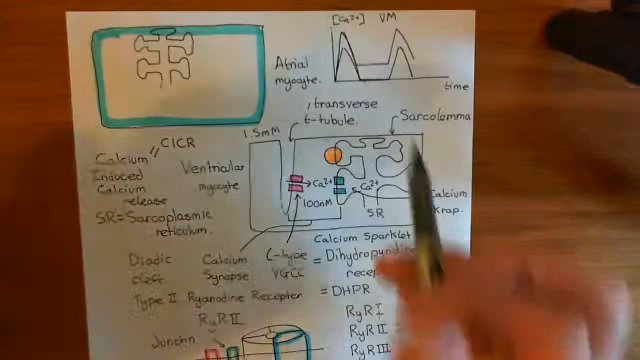 [Ca²⁺] VM
Atrial
myocyte.
time
transverse
t-tubule.
Sarcolemma
1.5mM
"CICR
Calcium
Induced
Calcium
release
SR = Sarcoplasmic
reticulum.
Ventricular
myocyte
Ca²⁺
Ca²⁺
100nM
SR
Calcium
Calcium Sparklet
Diadic
cleft
Calcium
Synapse
L-type
VGCC
= Dihydropyridine
= DHPR
Type II Ryanodine Receptor
RyR II
RyR I
RyR II
RyR III